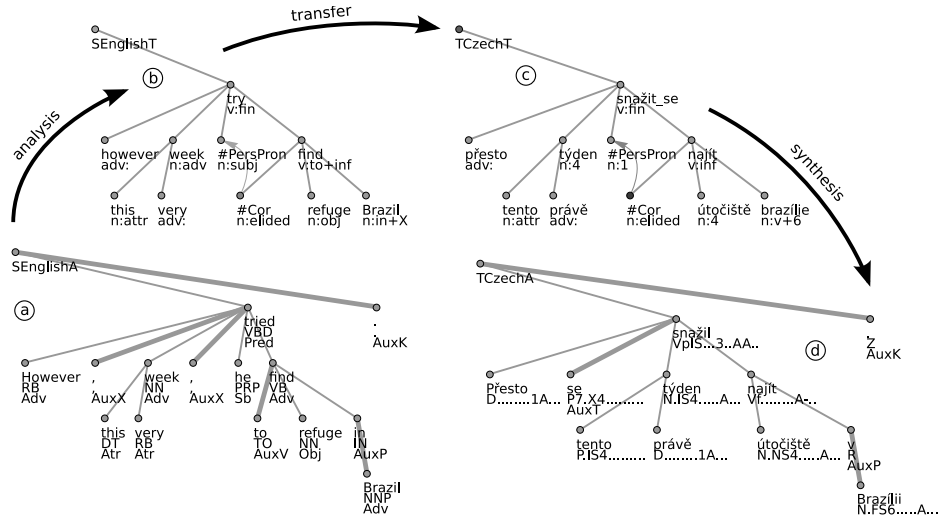 transfer
SEnglishT
TCzechT
b
c
try
v:fin
snažit_se
v:fin
analysis
synthesis
however
adv:
week
n:adv
#PersPron
n:subj
find
v:to+inf
přesto
adv:
týden
n:4
#PersPron
n:1
najít
v:inf
this
n:attr
very
adv:
#Cor
n:elided
refuge
n:obj
Brazil
n:in+X
tento
n:attr
právě
adv:
#Cor
n:elided
útočiště
n:4
brazílie
n:v+6
SEnglishA
TCzechA
a
d
tried
VBD
Pred
.
.
AuxK
snažil
VpIS...3..AA..
.
Z
AuxK
However
RB
Adv
,
,
AuxX
week
NN
Adv
,
,
AuxX
he
PRP
Sb
find
VB
Adv
Přesto
D........1A....
se
P7.X4..........
AuxT
týden
N.IS4.....A....
najít
Vf........A-..
this
DT
Atr
very
RB
Atr
to
TO
AuxV
refuge
NN
Obj
in
IN
AuxP
tento
P.IS4..........
právě
D........1A....
útočiště
N.NS4.....A....
v
R
AuxP
Brazil
NNP
Adv
Brazílii
N.FS6.....A....